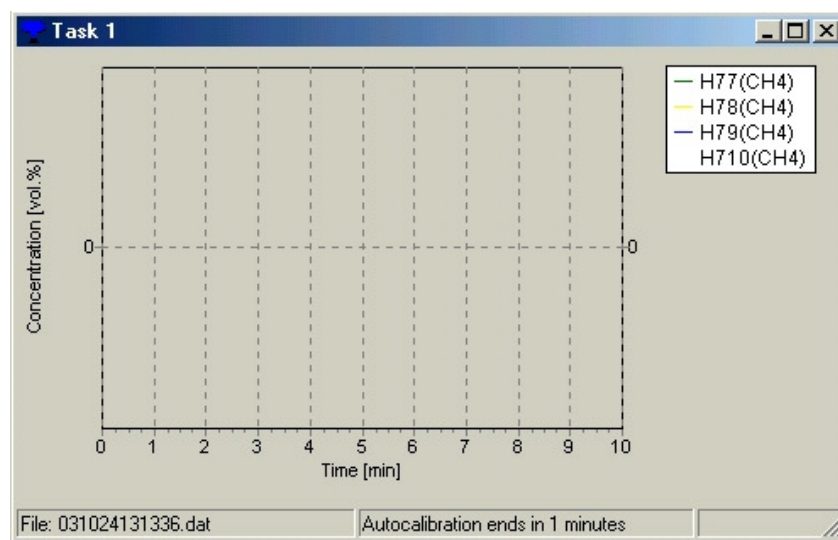 Task 1
H77(CH4)
H78(CH4)
H79(CH4)
H710(CH4)
Concentration [vol.%]
0 0
0 1 2 3 4 5 6 7 8 9 10
Time [min]
File: 031024131336.dat Autocalibration ends in 1 minutes